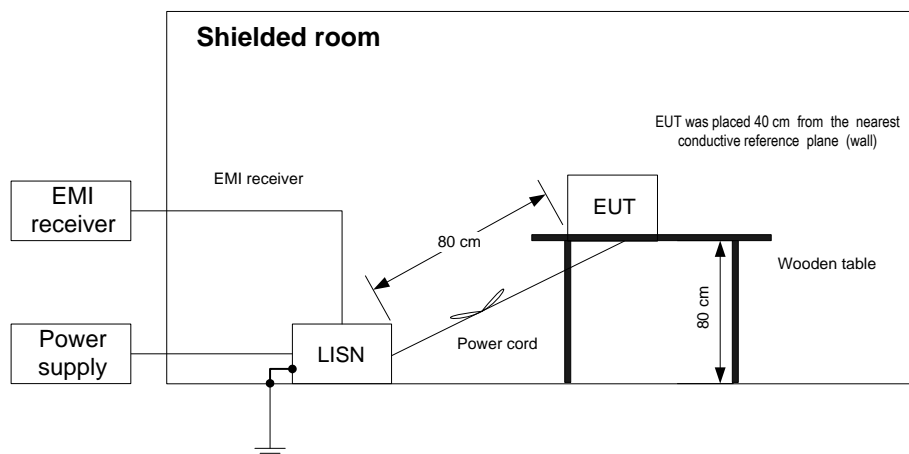 Shielded room
EUT was placed 40 cm from the nearest
conductive reference plane (wall)
EMI receiver
EMI
receiver
EUT
80 cm
Wooden table
80 cm
Power
supply
LISN
Power cord